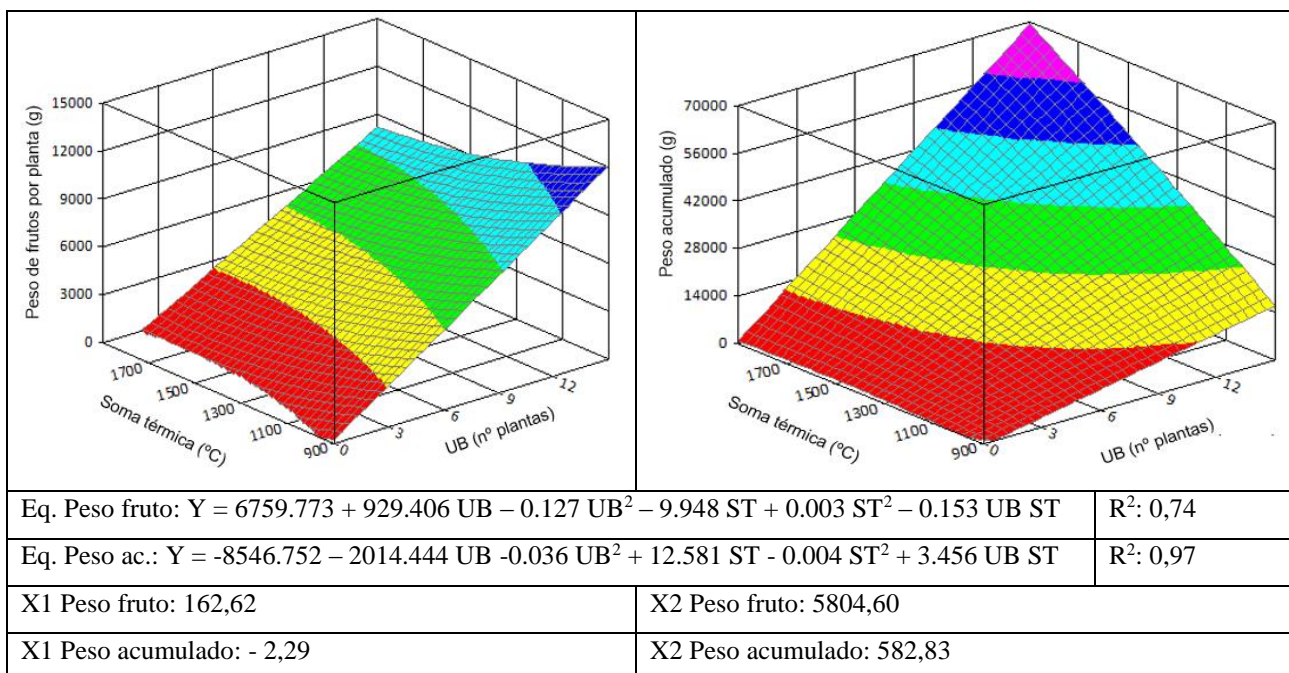 15000
12000
9000
6000
3000
0
Peso de frutos por planta (g)
1700
1500
1300
1100
900
Soma térmica (ºC)
0
3
6
9
12
UB (nº plantas)
70000
56000
42000
28000
14000
0
Peso acumulado (g)
1700
1500
1300
1100
900
Soma térmica (ºC)
0
3
6
9
12
UB (nº plantas)
Eq. Peso fruto: Y = 6759.773 + 929.406 UB – 0.127 UB² – 9.948 ST + 0.003 ST² – 0.153 UB ST
R²: 0,74
Eq. Peso ac.: Y = -8546.752 – 2014.444 UB -0.036 UB² + 12.581 ST - 0.004 ST² + 3.456 UB ST
R²: 0,97
X1 Peso fruto: 162,62
X2 Peso fruto: 5804,60
X1 Peso acumulado: - 2,29
X2 Peso acumulado: 582,83